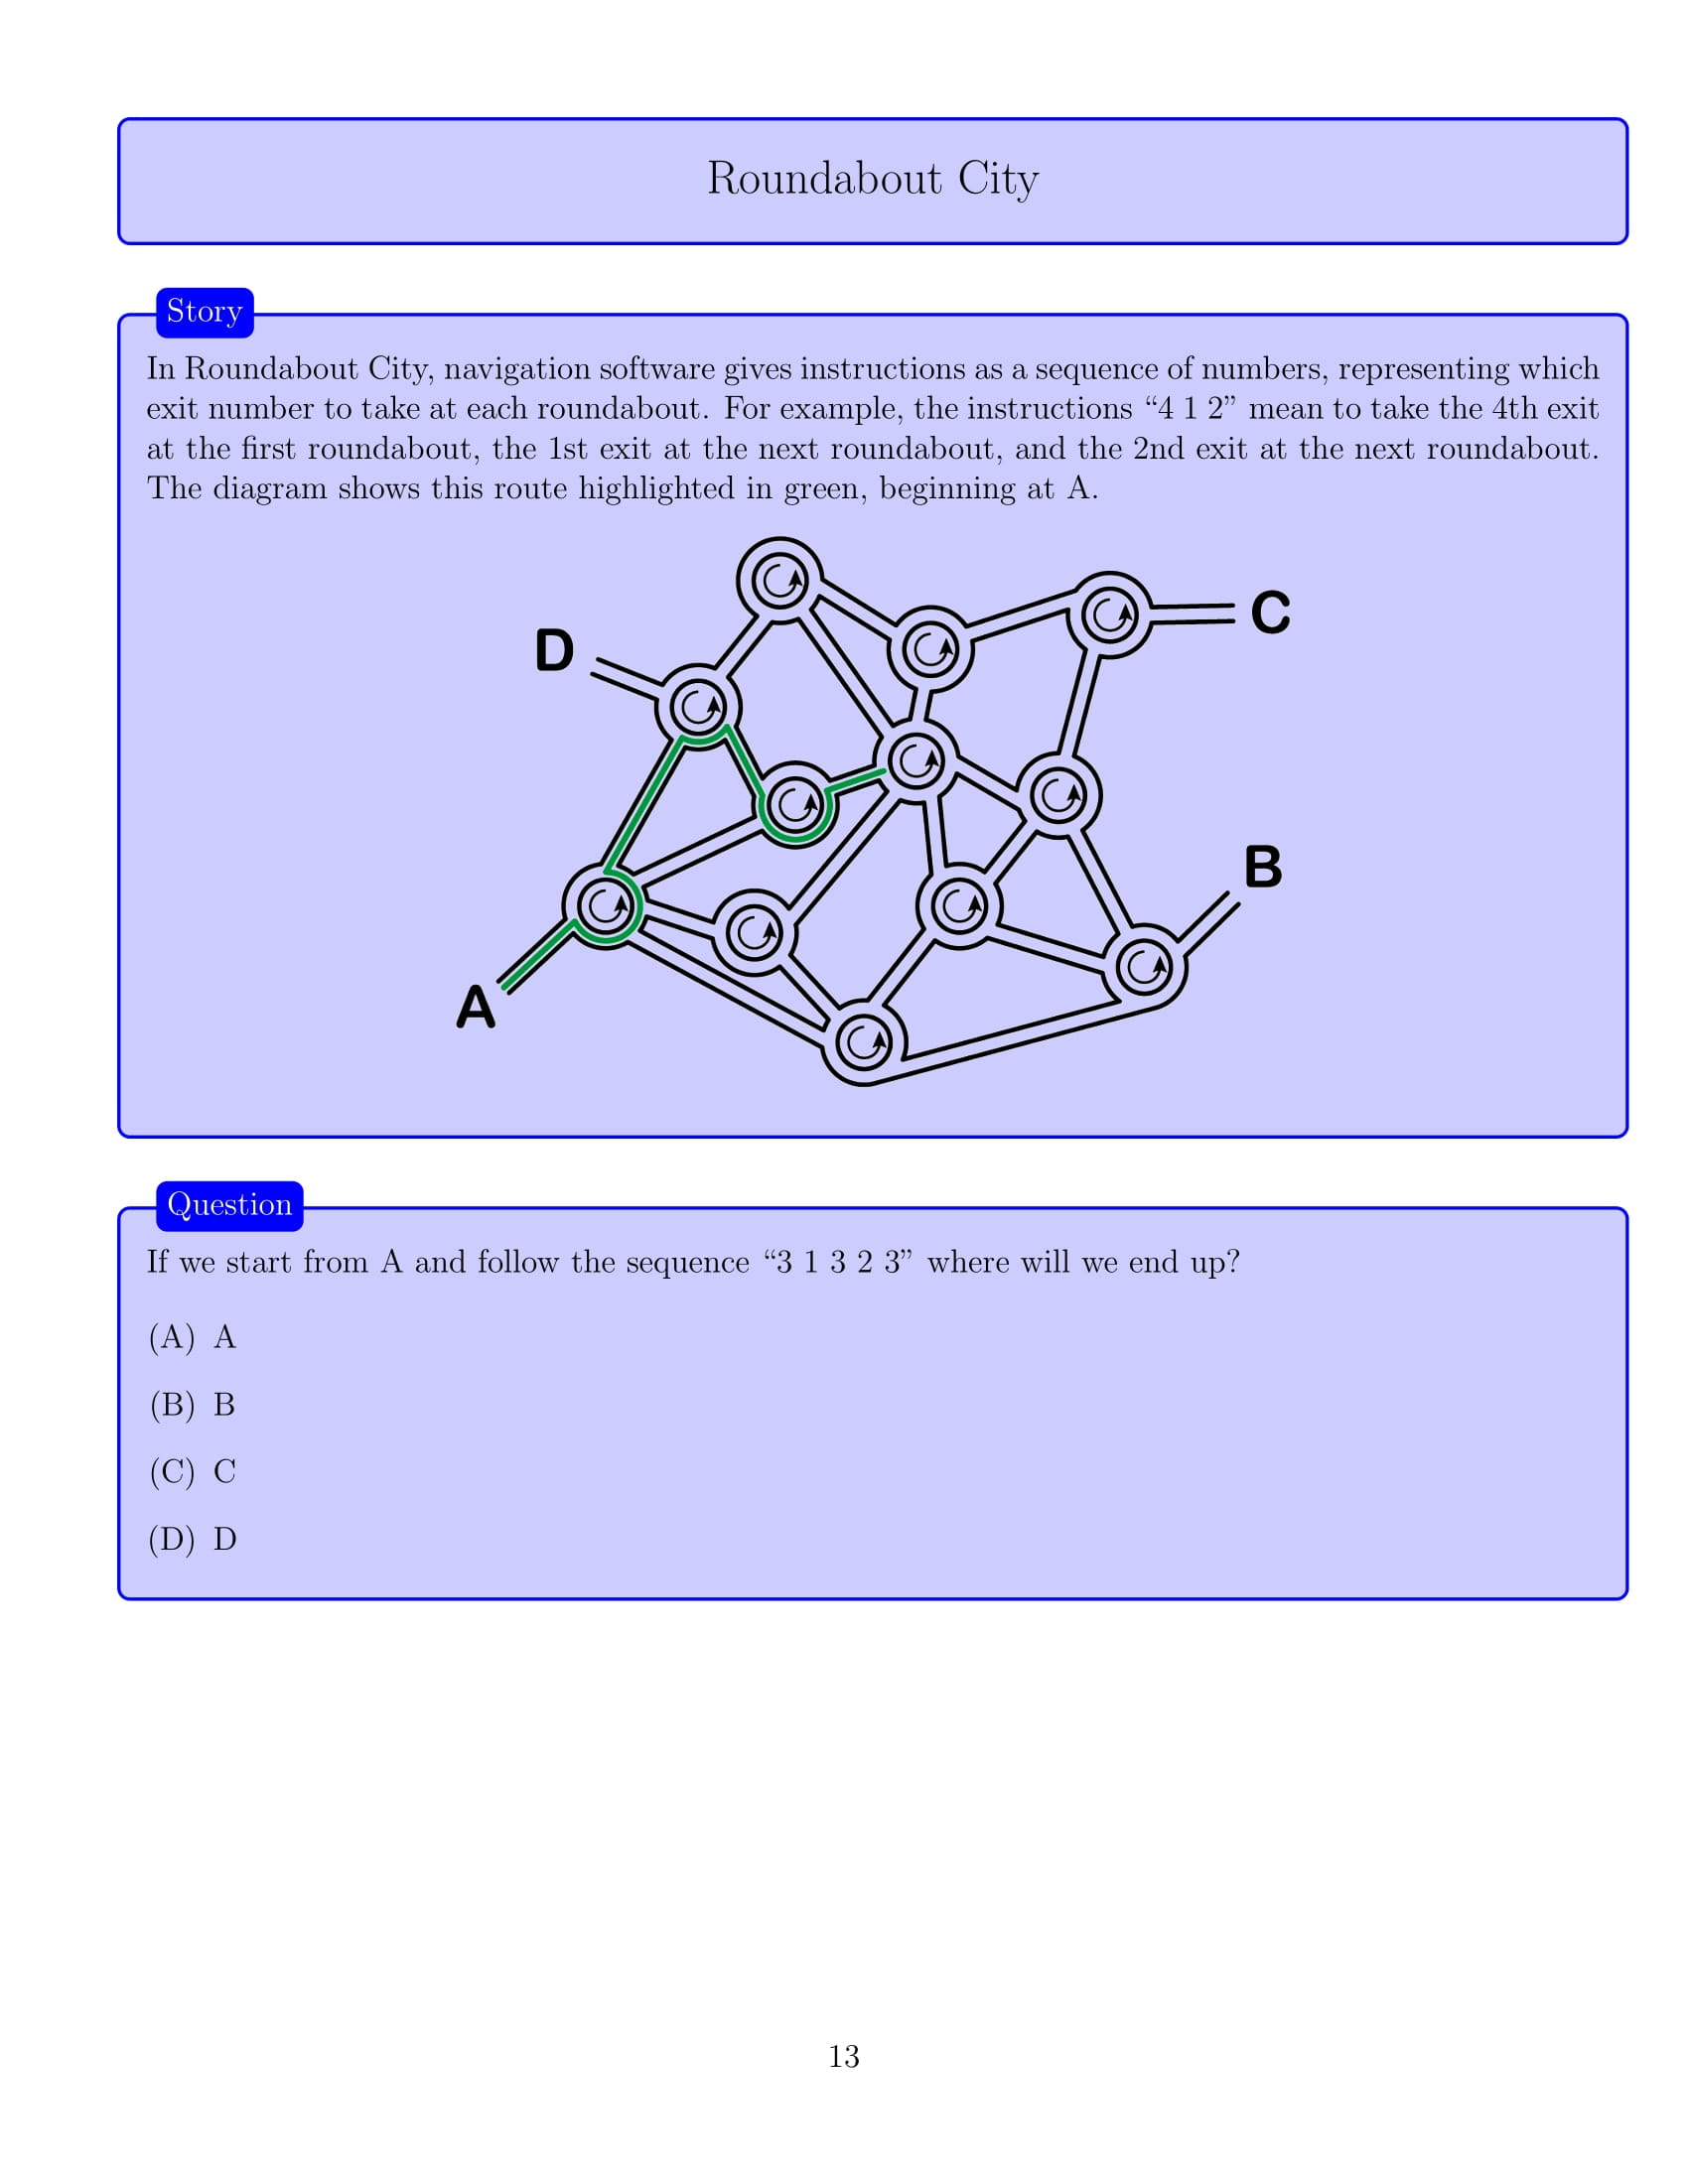 Roundabout City
Story
In Roundabout City, navigation software gives instructions as a sequence of numbers, representing which
exit number to take at each roundabout. For example, the instructions “4 1 2” mean to take the 4th exit
at the first roundabout, the 1st exit at the next roundabout, and the 2nd exit at the next roundabout.
The diagram shows this route highlighted in green, beginning at A.
C
D
B
A
Question
If we start from A and follow the sequence “3 1 3 2 3” where will we end up?
(A) A
(B) B
(C) C
(D) D
13